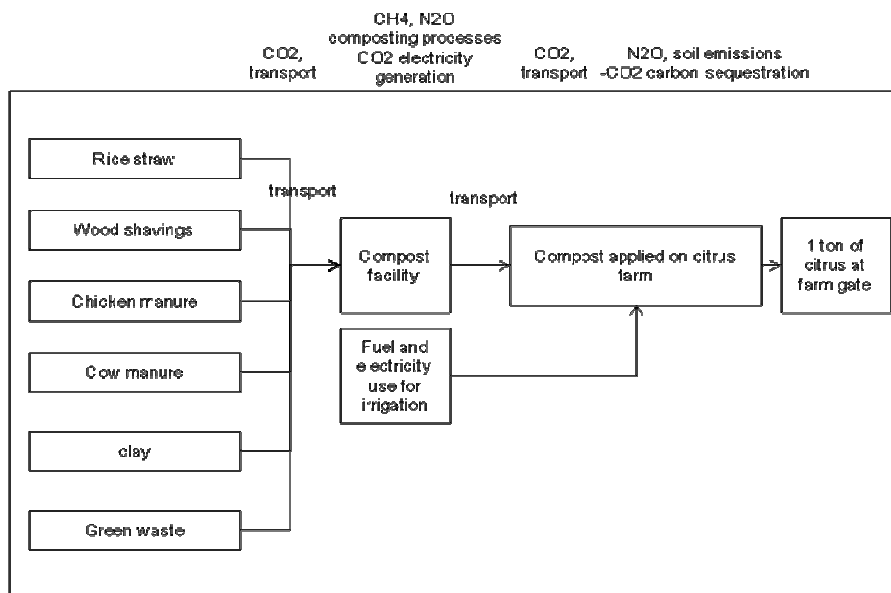 CO2,
transport
CH4, N2O
composting processes
CO2 electricity
generation
CO2,
transport
N2O, soil emissions
-CO2 carbon sequestration
Rice straw
Wood shavings
Chicken manure
Cow manure
clay
Green waste
transport
Compost
facility
Fuel and
electricity
use for
irrigation
transport
Compost applied on citrus
farm
1 ton of
citrus at
farm gate